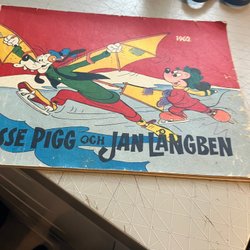 1962
SSE PIGG OCH JAN LÅNGBEN